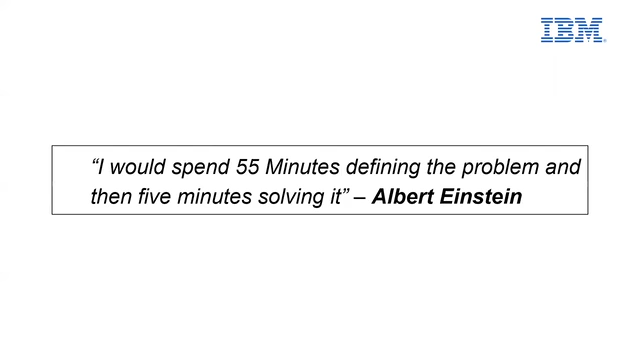 IBM
“I would spend 55 Minutes defining the problem and
then five minutes solving it” – Albert Einstein